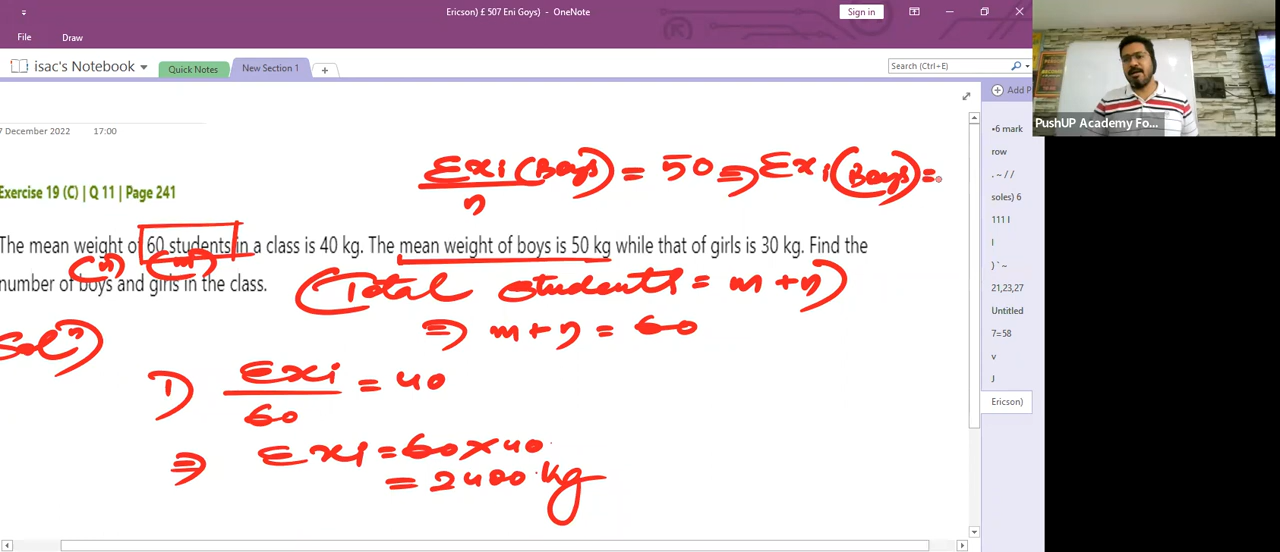 Ericson) £ 507 Eni Goys) - OneNote
Sign in
File
Draw
isac's Notebook
Quick Notes
New Section 1
+
Search (Ctrl+E)
Add P
7 December 2022 17:00
PushUP Academy Fo...
•6 mark
row
. ~ / /
soles) 6
111 I
I
) ` ~
21,23,27
Untitled
7=58
v
J
Ericson)
Σxi (Boys) / n = 50 ⇒ Σxi (Boys) =
Exercise 19 (C) | Q 11 | Page 241
The mean weight of 60 students in a class is 40 kg. The mean weight of boys is 50 kg while that of girls is 30 kg. Find the
(n) (m)
number of boys and girls in the class.
(Total students = m + n)
⇒ m + n = 60
Sol^n)
1) Σxi / 60 = 40
⇒ Σxi = 60 × 40
= 2400 kg